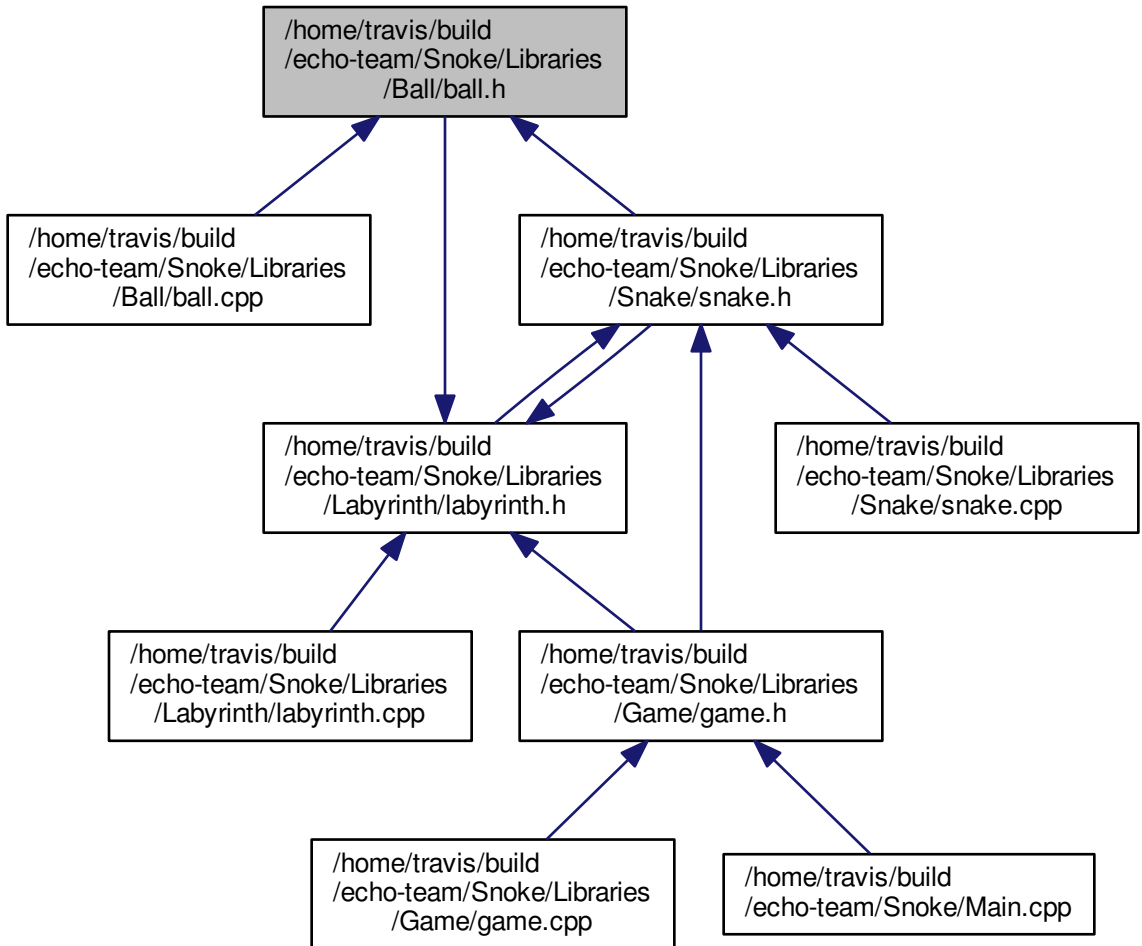 /home/travis/build
/echo-team/Snoke/Libraries
/Ball/ball.h
/home/travis/build
/echo-team/Snoke/Libraries
/Ball/ball.cpp
/home/travis/build
/echo-team/Snoke/Libraries
/Snake/snake.h
/home/travis/build
/echo-team/Snoke/Libraries
/Labyrinth/labyrinth.h
/home/travis/build
/echo-team/Snoke/Libraries
/Snake/snake.cpp
/home/travis/build
/echo-team/Snoke/Libraries
/Labyrinth/labyrinth.cpp
/home/travis/build
/echo-team/Snoke/Libraries
/Game/game.h
/home/travis/build
/echo-team/Snoke/Libraries
/Game/game.cpp
/home/travis/build
/echo-team/Snoke/Main.cpp